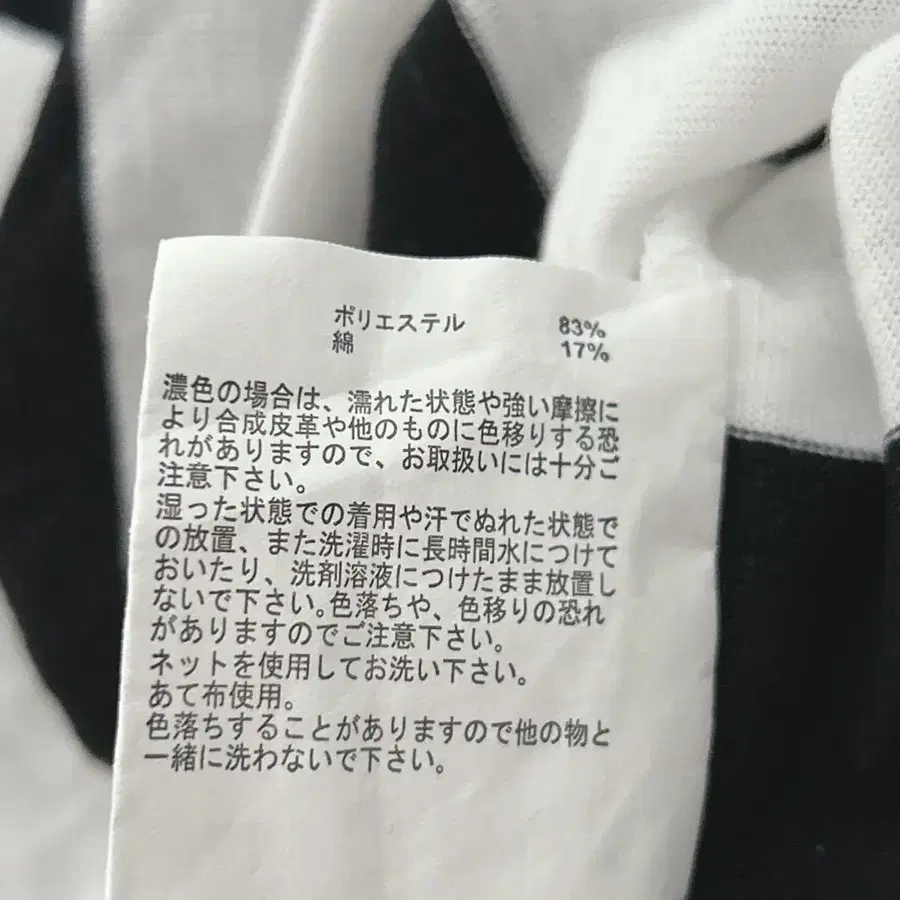 ポリエステル 83%
綿 17%
濃色の場合は、濡れた状態や強い摩擦に
より合成皮革や他のものに色移りする恐
れがありますので、お取扱いには十分ご
注意下さい。
湿った状態での着用や汗でぬれた状態で
の放置、また洗濯時に長時間水につけて
おいたり、洗剤溶液につけたまま放置し
ないで下さい。色落ちや、色移りの恐れ
がありますのでご注意下さい。
ネットを使用してお洗い下さい。
あて布使用。
色落ちすることがありますので他の物と
一緒に洗わないで下さい。